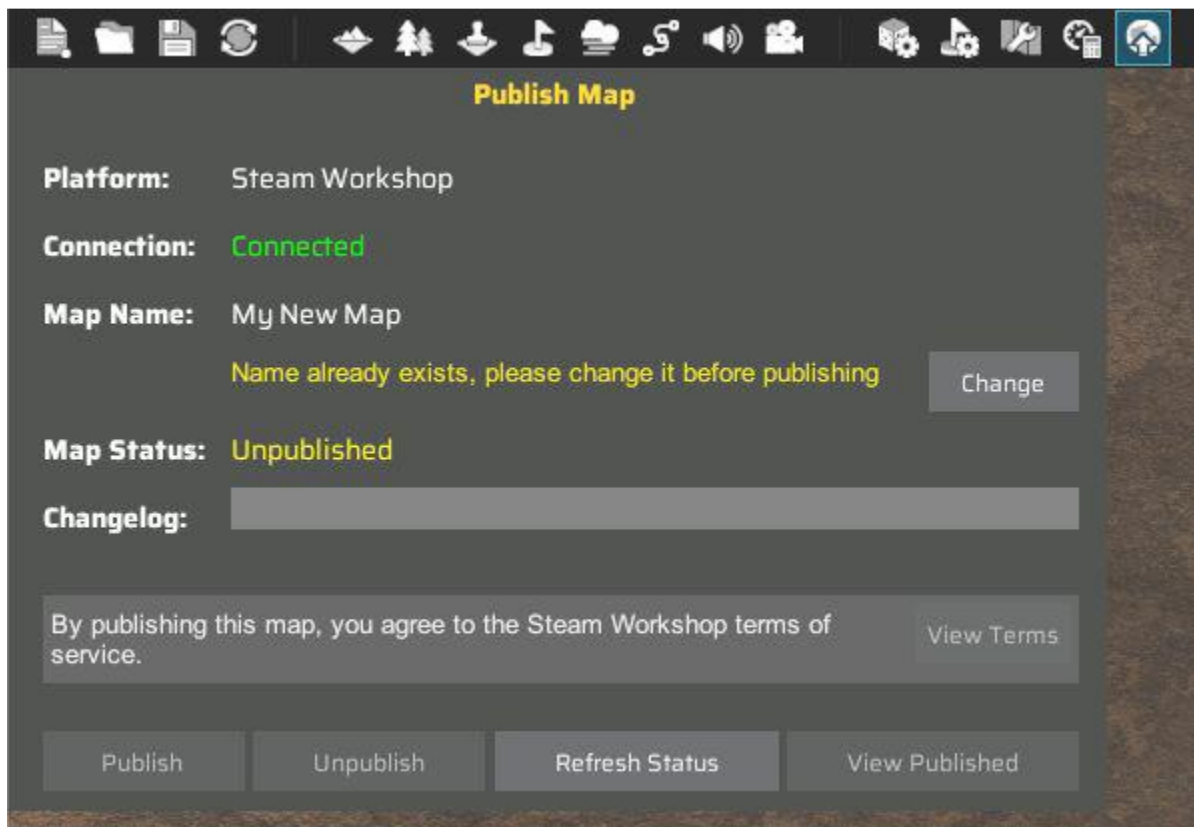 Publish Map
Platform: Steam Workshop
Connection: Connected
Map Name: My New Map
Name already exists, please change it before publishing
Change
Map Status: Unpublished
Changelog:
By publishing this map, you agree to the Steam Workshop terms of
service.
View Terms
Publish Unpublish Refresh Status View Published